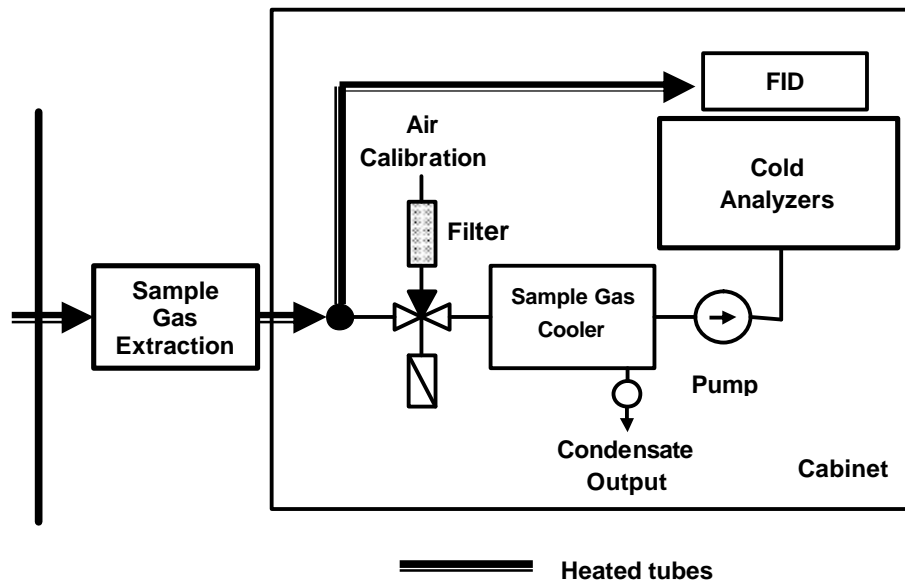 FID
Air
Calibration
Cold
Analyzers
Filter
Sample
Gas
Extraction
Sample Gas
Cooler
Pump
Condensate
Output
Cabinet
Heated tubes